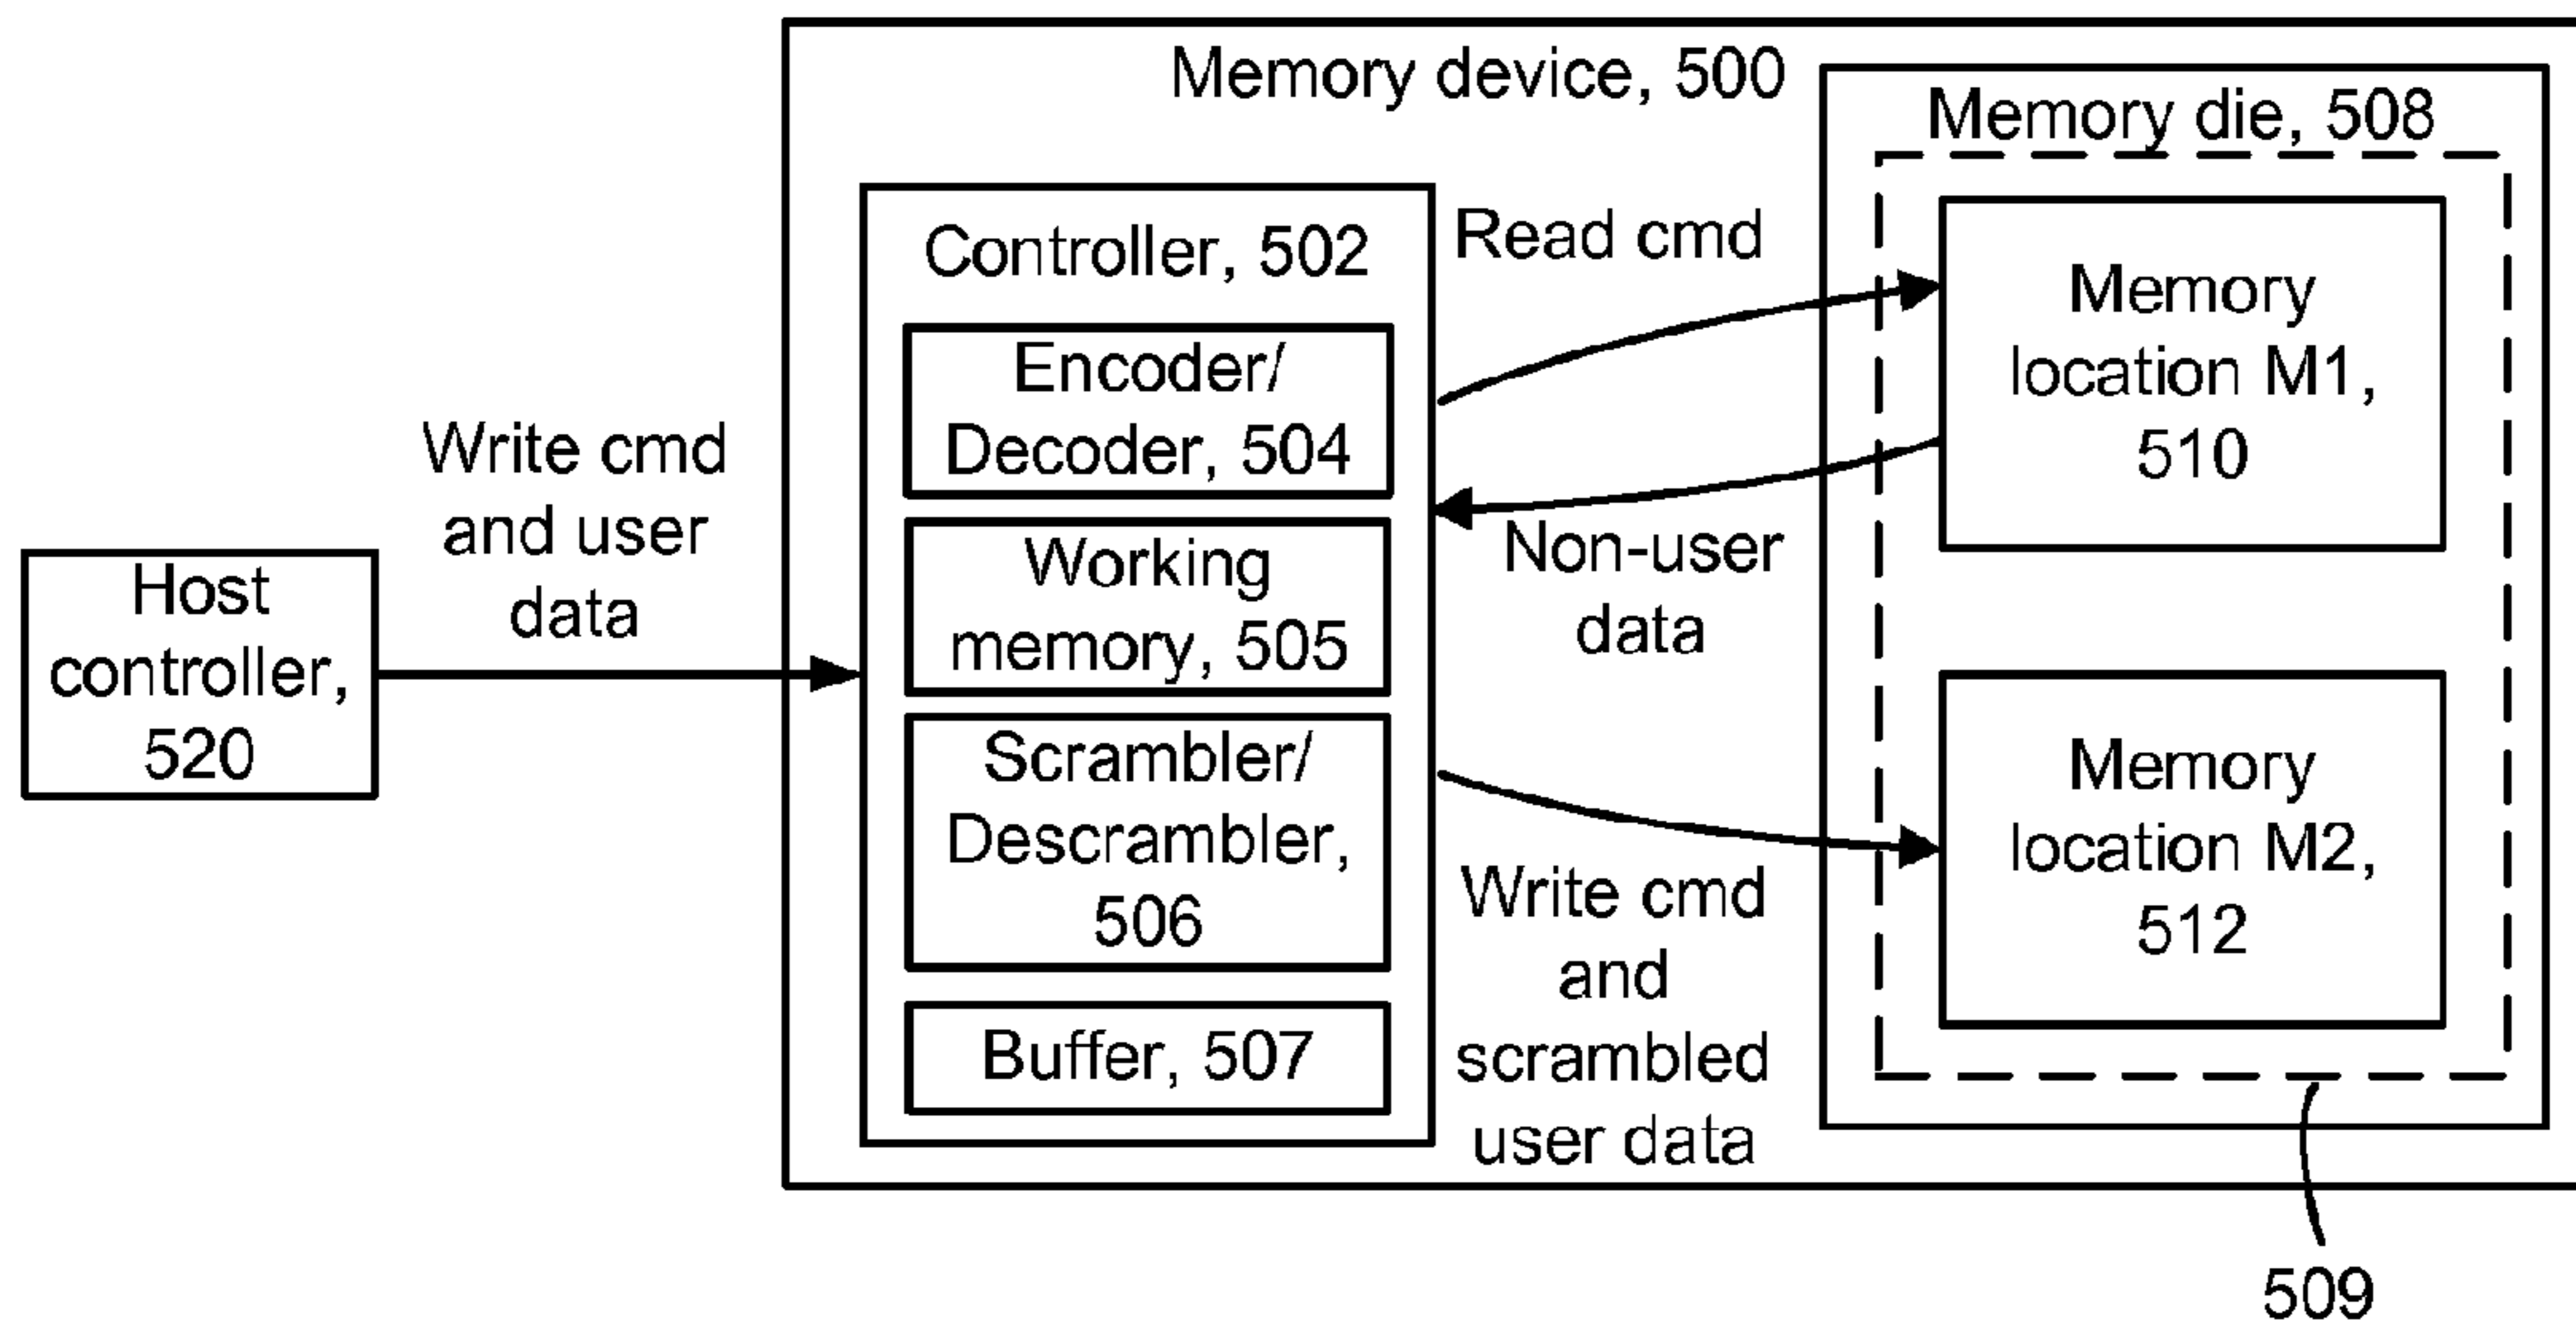 Memory device, 500
Memory die, 508
Controller, 502
Read cmd
Memory
location M1,
510
Encoder/
Decoder, 504
Write cmd
and user
data
Non-user
data
Working
memory, 505
Host
controller,
520
Scrambler/
Descrambler,
506
Memory
location M2,
512
Write cmd
and
scrambled
user data
Buffer, 507
509